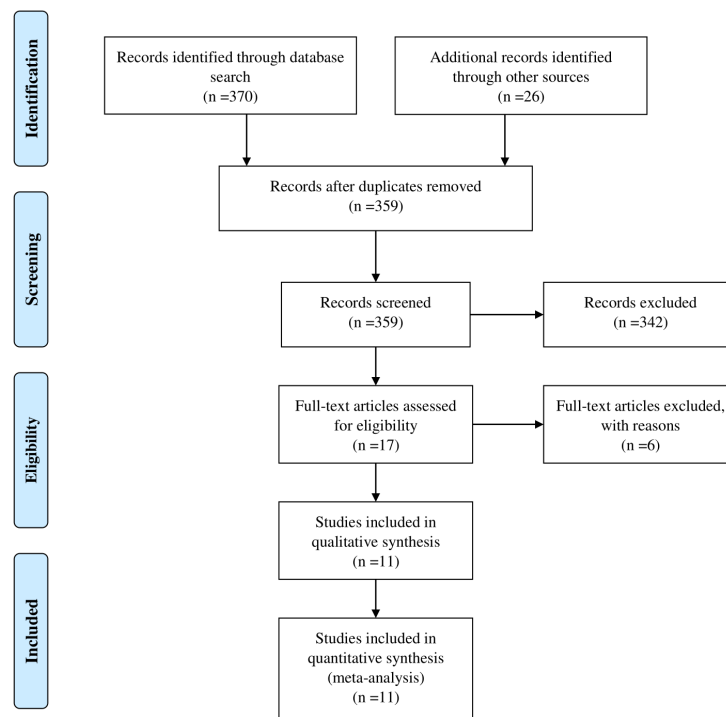 Identification
Records identified through database
search
(n =370)
Additional records identified
through other sources
(n =26)
Records after duplicates removed
(n =359)
Screening
Records screened
(n =359)
Records excluded
(n =342)
Eligibility
Full-text articles assessed
for eligibility
(n =17)
Full-text articles excluded,
with reasons
(n =6)
Studies included in
qualitative synthesis
(n =11)
Included
Studies included in
quantitative synthesis
(meta-analysis)
(n =11)